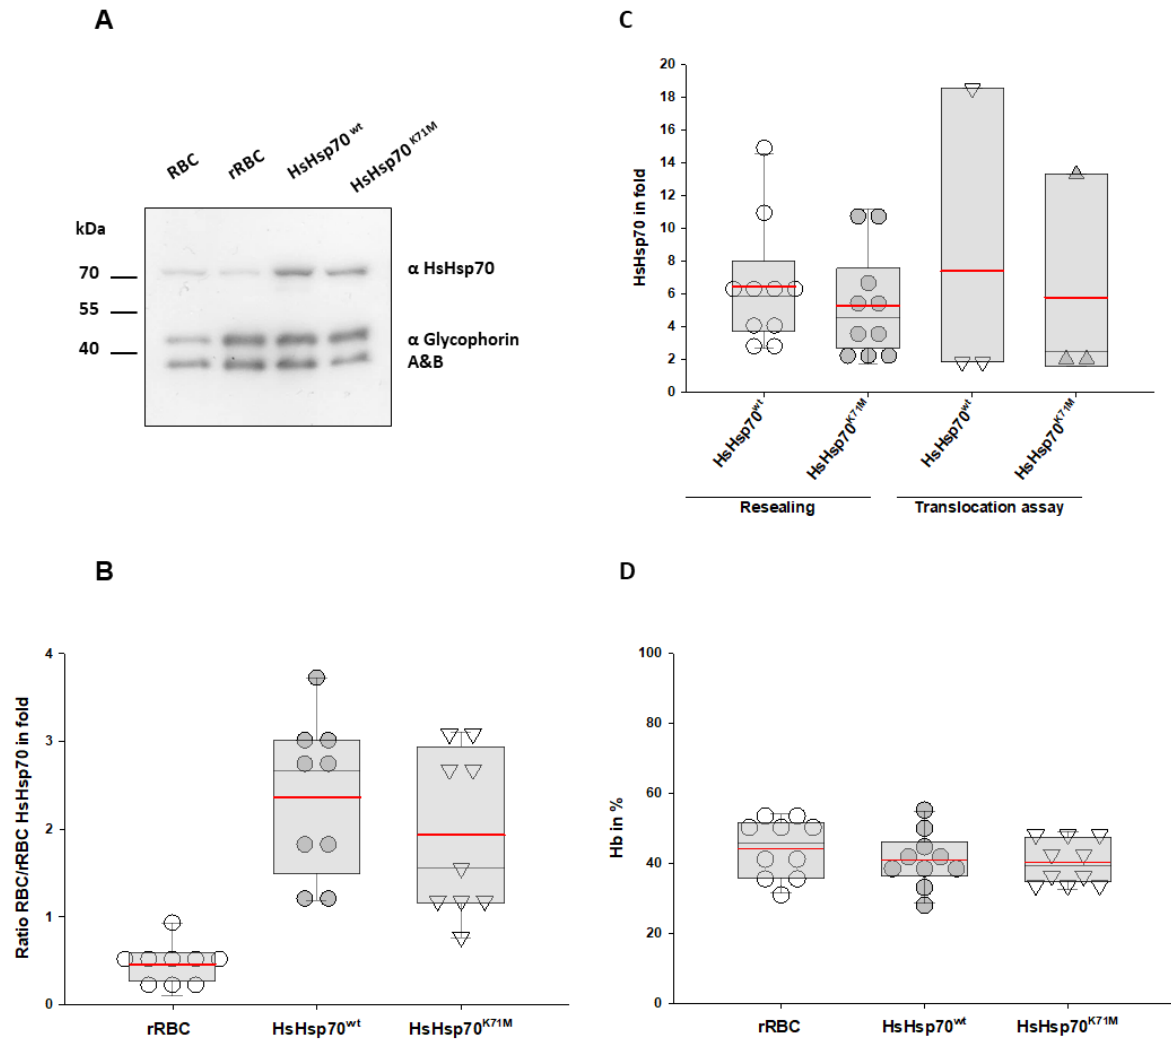 A
RBC
rRBC
HsHsp70 wt
HsHsp70 K71M
kDa
70
55
40
α HsHsp70
α Glycophorin
A&B
C
HsHsp70 in fold
20
18
16
14
12
10
8
6
4
2
0
HsHsp70wt
HsHsp70K71M
HsHsp70wt
HsHsp70K71M
Resealing
Translocation assay
B
Ratio RBC/rRBC HsHsp70 in fold
4
3
2
1
0
rRBC
HsHsp70wt
HsHsp70K71M
D
Hb in %
100
80
60
40
20
0
rRBC
HsHsp70wt
HsHsp70K71M